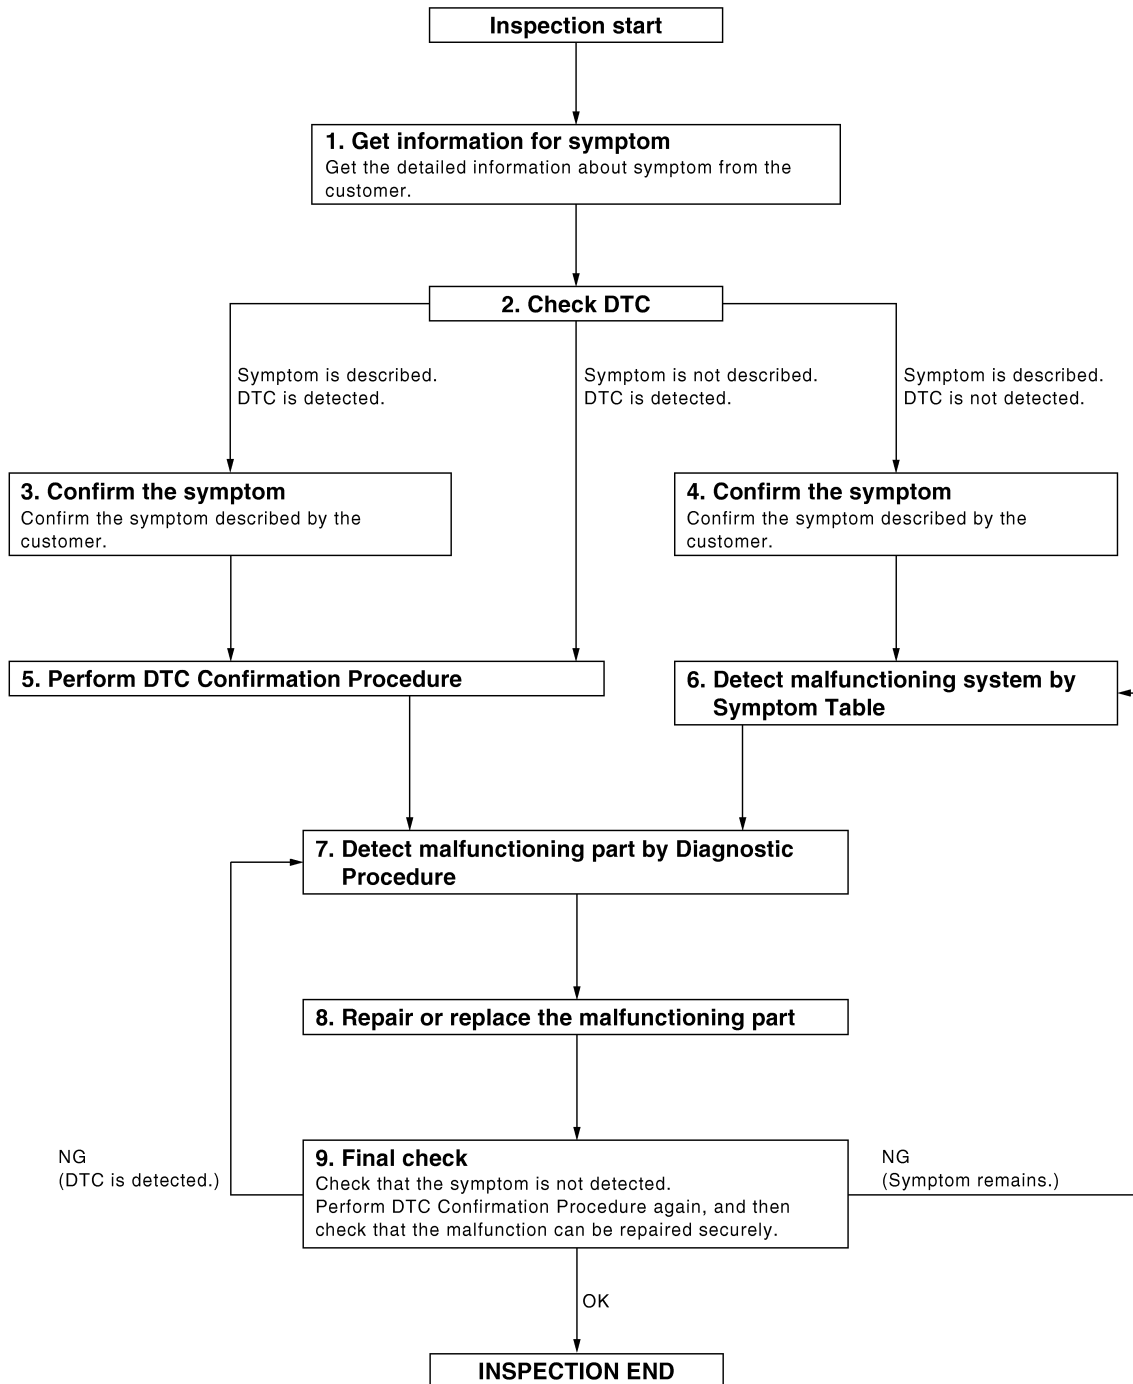 Inspection start
1. Get information for symptom
Get the detailed information about symptom from the
customer.
2. Check DTC
Symptom is described.
DTC is detected.
Symptom is not described.
DTC is detected.
Symptom is described.
DTC is not detected.
3. Confirm the symptom
Confirm the symptom described by the
customer.
4. Confirm the symptom
Confirm the symptom described by the
customer.
5. Perform DTC Confirmation Procedure
6. Detect malfunctioning system by
Symptom Table
7. Detect malfunctioning part by Diagnostic
Procedure
8. Repair or replace the malfunctioning part
NG
(DTC is detected.)
9. Final check
Check that the symptom is not detected.
Perform DTC Confirmation Procedure again, and then
check that the malfunction can be repaired securely.
NG
(Symptom remains.)
OK
INSPECTION END